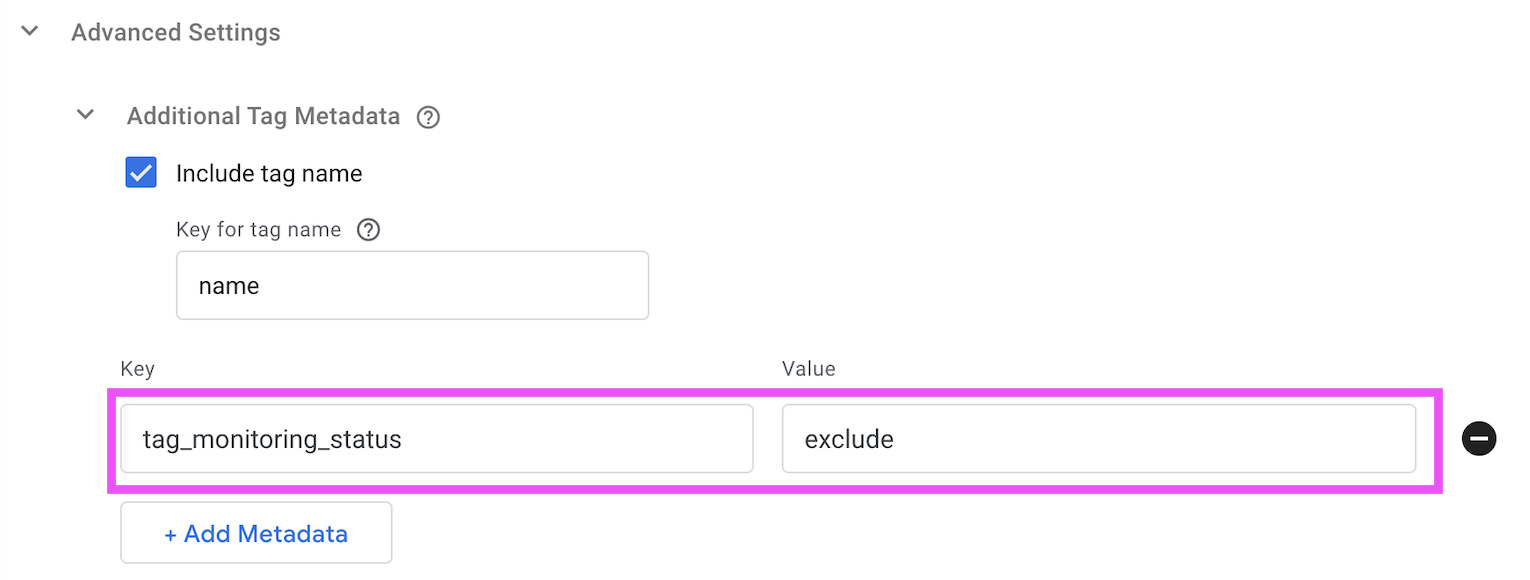 Advanced Settings
Additional Tag Metadata ?
Include tag name
Key for tag name ?
name
Key Value
tag_monitoring_status exclude
+ Add Metadata